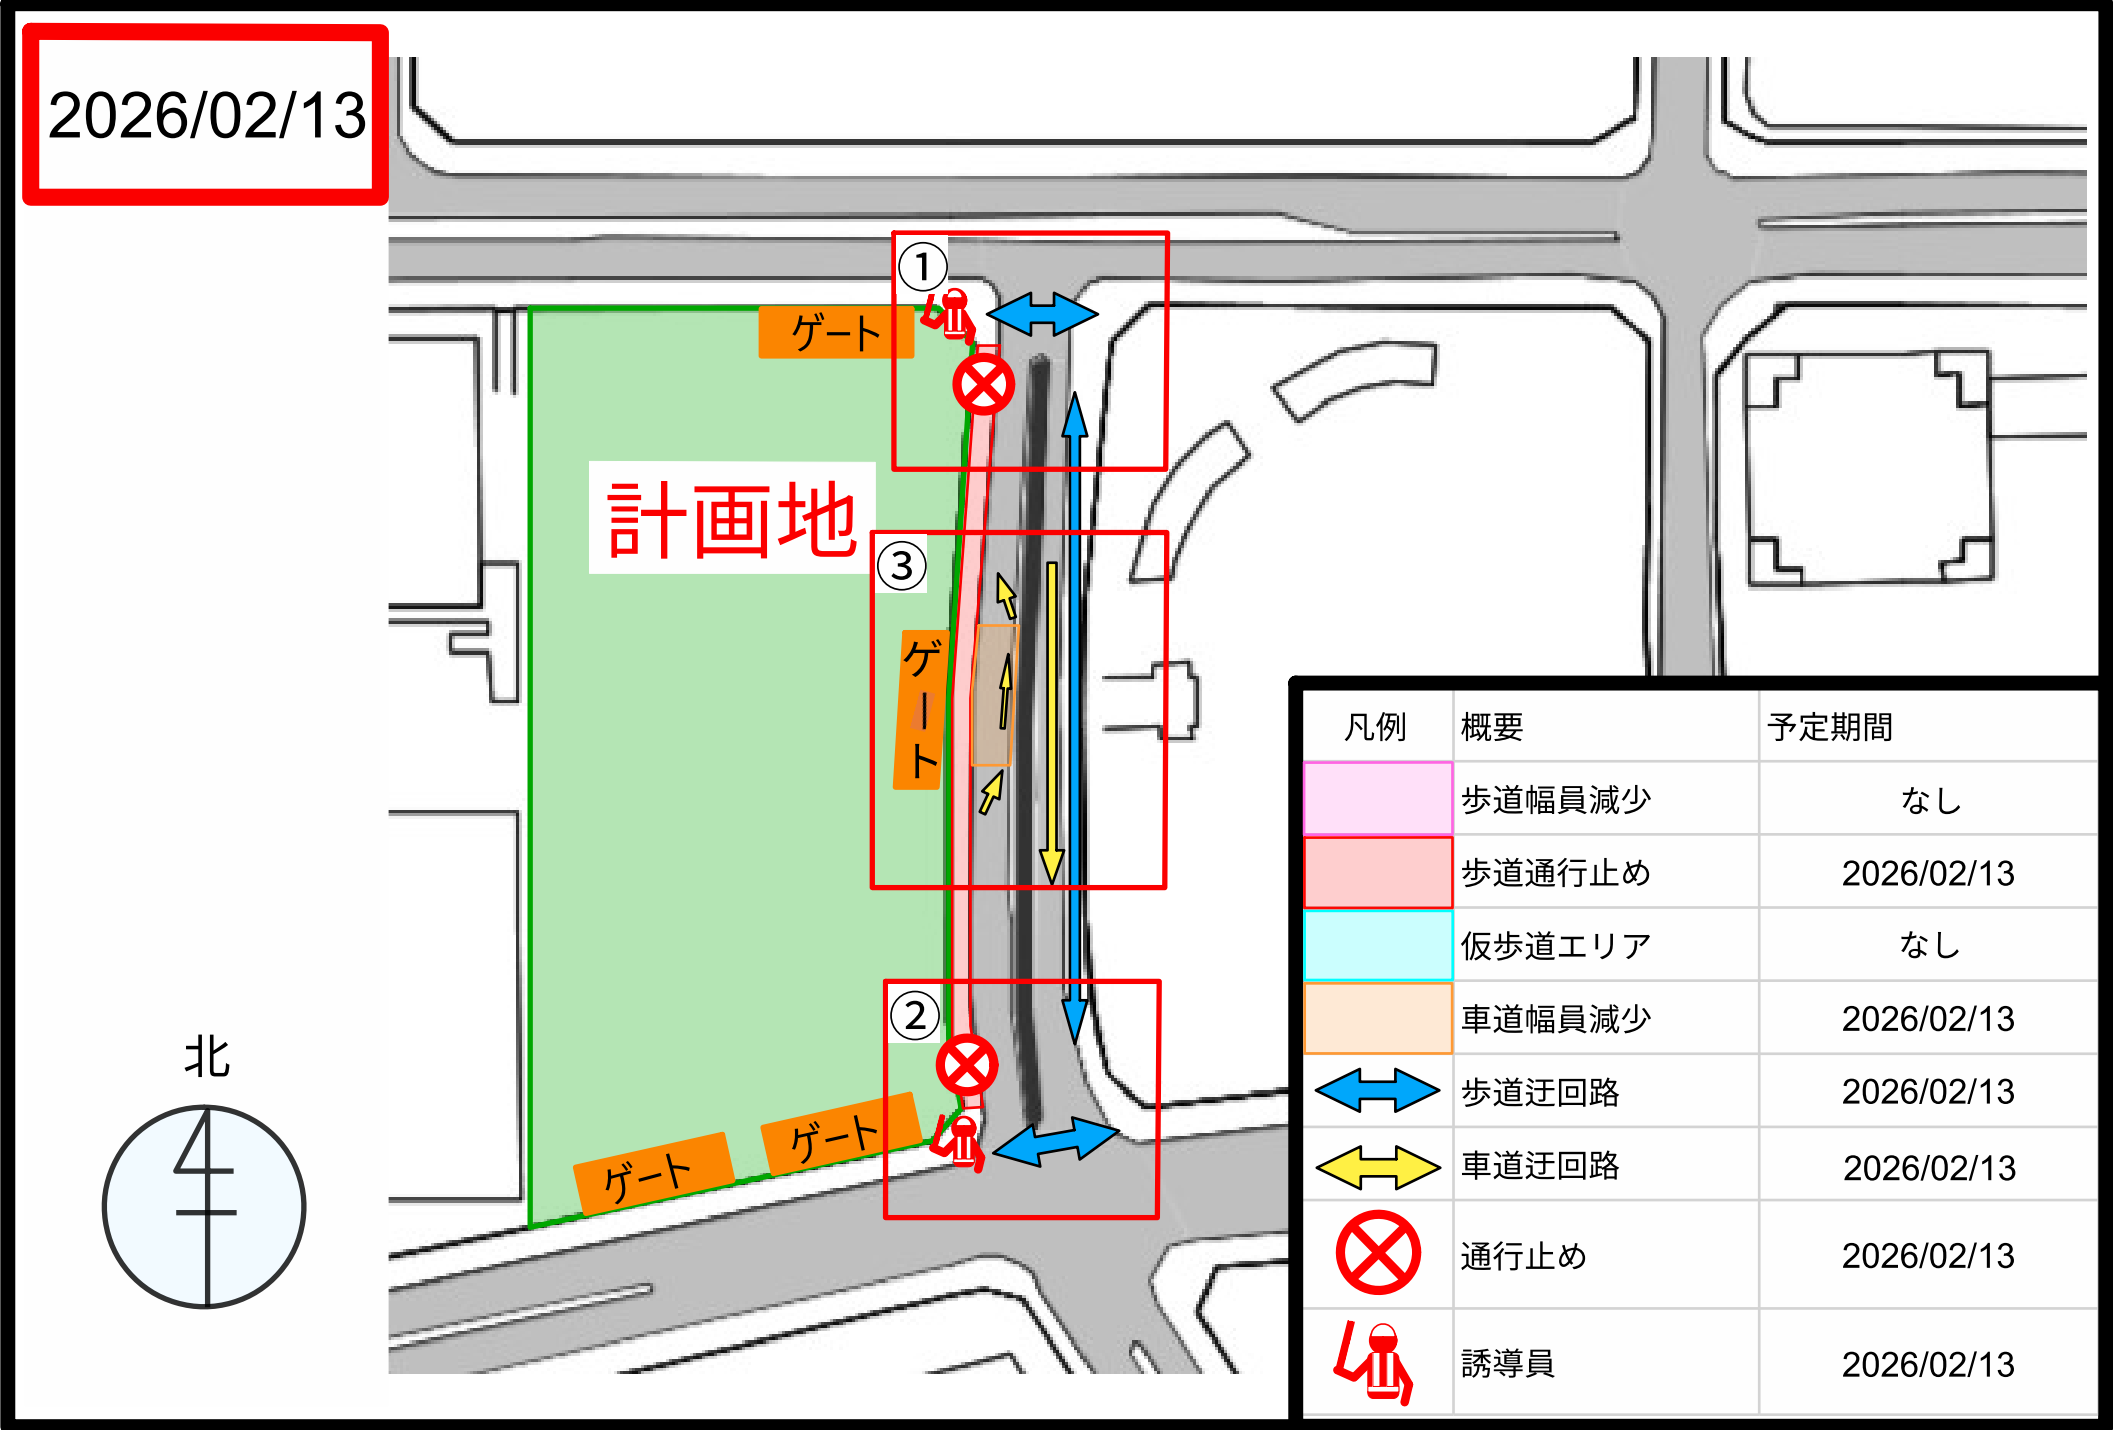 2026/02/13
①
ゲート
計画地
③
ゲート
②
ゲート
ゲート
北
凡例 概要 予定期間
歩道幅員減少 なし
歩道通行止め 2026/02/13
仮歩道エリア なし
車道幅員減少 2026/02/13
歩道迂回路 2026/02/13
車道迂回路 2026/02/13
通行止め 2026/02/13
誘導員 2026/02/13